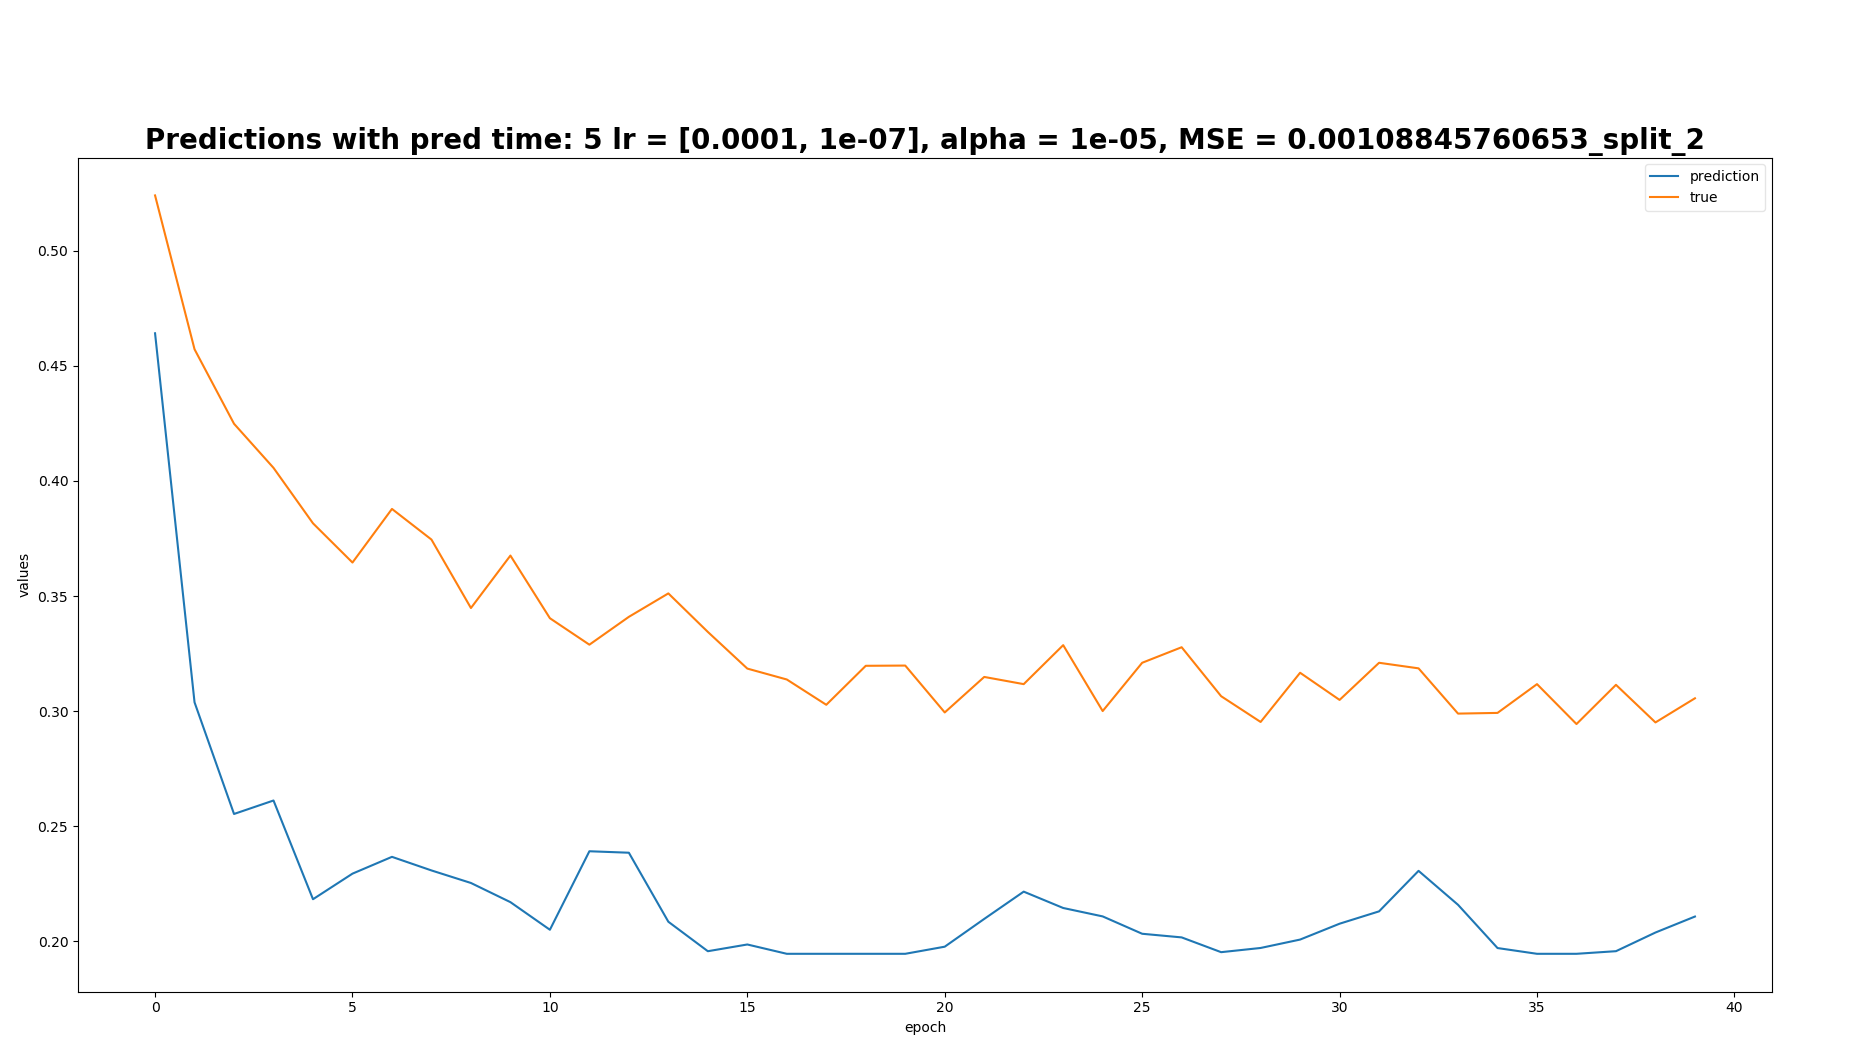 Predictions with pred time: 5 lr = [0.0001, 1e-07], alpha = 1e-05, MSE = 0.00108845760653_split_2
prediction
true
0.50
0.45
0.40
0.35
0.30
0.25
0.20
values
0 5 10 15 20 25 30 35 40
epoch